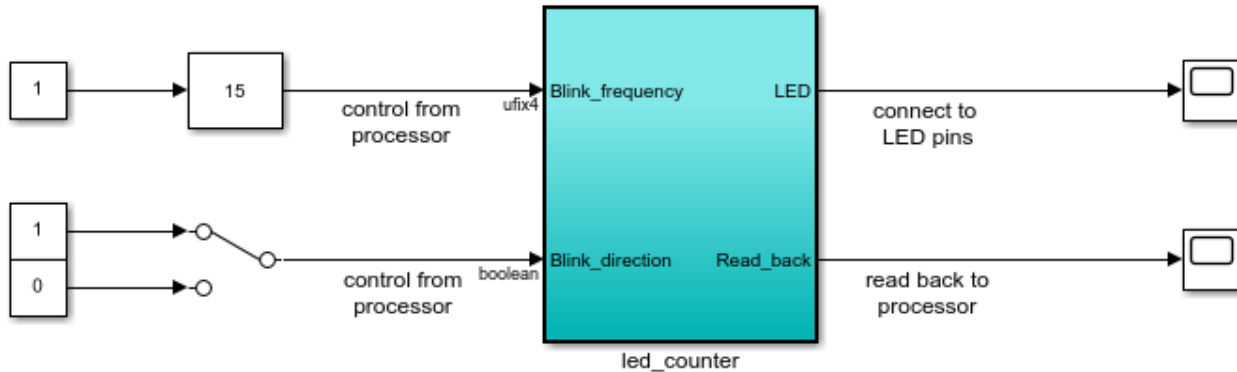 1
15
control from
processor
ufix4
Blink_frequency
LED
connect to
LED pins
1
0
control from
processor
boolean
Blink_direction
Read_back
read back to
processor
led_counter